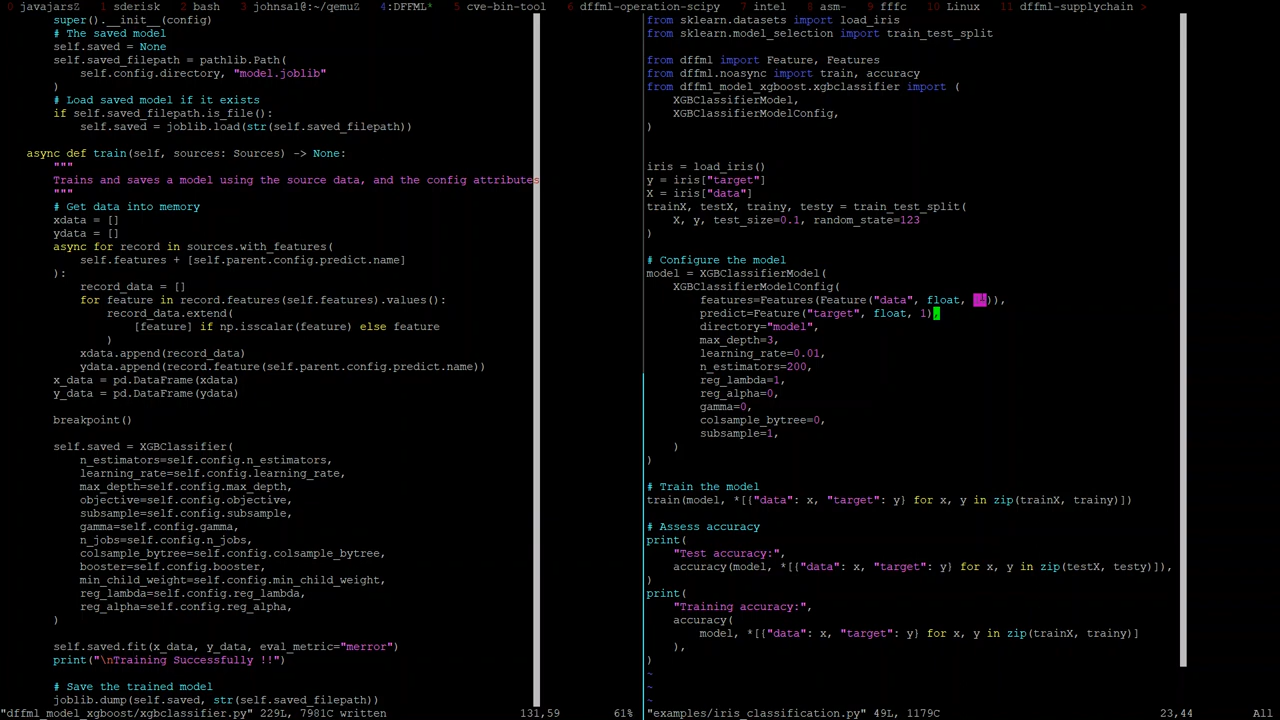 0 javajarsZ  1 sderisk  2 bash  3 johnsal@:~/qemuZ  4:DFFML*  5 cve-bin-tool  6 dffml-operation-scipy  7 intel  8 asm-  9 fffc  10 Linux  11 dffml-supplychain >
        super().__init__(config)
        # The saved model
        self.saved = None
        self.saved_filepath = pathlib.Path(
            self.config.directory, "model.joblib"
        )
        # Load saved model if it exists
        if self.saved_filepath.is_file():
            self.saved = joblib.load(str(self.saved_filepath))

    async def train(self, sources: Sources) -> None:
        """
        Trains and saves a model using the source data, and the config attributes
        """
        # Get data into memory
        xdata = []
        ydata = []
        async for record in sources.with_features(
            self.features + [self.parent.config.predict.name]
        ):
            record_data = []
            for feature in record.features(self.features).values():
                record_data.extend(
                    [feature] if np.isscalar(feature) else feature
                )
            xdata.append(record_data)
            ydata.append(record.feature(self.parent.config.predict.name))
        x_data = pd.DataFrame(xdata)
        y_data = pd.DataFrame(ydata)

        breakpoint()

        self.saved = XGBClassifier(
            n_estimators=self.config.n_estimators,
            learning_rate=self.config.learning_rate,
            max_depth=self.config.max_depth,
            objective=self.config.objective,
            subsample=self.config.subsample,
            gamma=self.config.gamma,
            n_jobs=self.config.n_jobs,
            colsample_bytree=self.config.colsample_bytree,
            booster=self.config.booster,
            min_child_weight=self.config.min_child_weight,
            reg_lambda=self.config.reg_lambda,
            reg_alpha=self.config.reg_alpha,
        )

        self.saved.fit(x_data, y_data, eval_metric="merror")
        print("\nTraining Successfully !!")

        # Save the trained model
        joblib.dump(self.saved, str(self.saved_filepath))
"dffml_model_xgboost/xgbclassifier.py" 229L, 7981C written    131,59    61%
from sklearn.datasets import load_iris
from sklearn.model_selection import train_test_split

from dffml import Feature, Features
from dffml.noasync import train, accuracy
from dffml_model_xgboost.xgbclassifier import (
    XGBClassifierModel,
    XGBClassifierModelConfig,
)


iris = load_iris()
y = iris["target"]
X = iris["data"]
trainX, testX, trainy, testy = train_test_split(
    X, y, test_size=0.1, random_state=123
)

# Configure the model
model = XGBClassifierModel(
    XGBClassifierModelConfig(
        features=Features(Feature("data", float, )),
        predict=Feature("target", float, 1),
        directory="model",
        max_depth=3,
        learning_rate=0.01,
        n_estimators=200,
        reg_lambda=1,
        reg_alpha=0,
        gamma=0,
        colsample_bytree=0,
        subsample=1,
    )
)

# Train the model
train(model, *[{"data": x, "target": y} for x, y in zip(trainX, trainy)])

# Assess accuracy
print(
    "Test accuracy:",
    accuracy(model, *[{"data": x, "target": y} for x, y in zip(testX, testy)]),
)
print(
    "Training accuracy:",
    accuracy(
        model, *[{"data": x, "target": y} for x, y in zip(trainX, trainy)]
    ),
)
~
~
~
"examples/iris_classification.py" 49L, 1179C    23,44    All